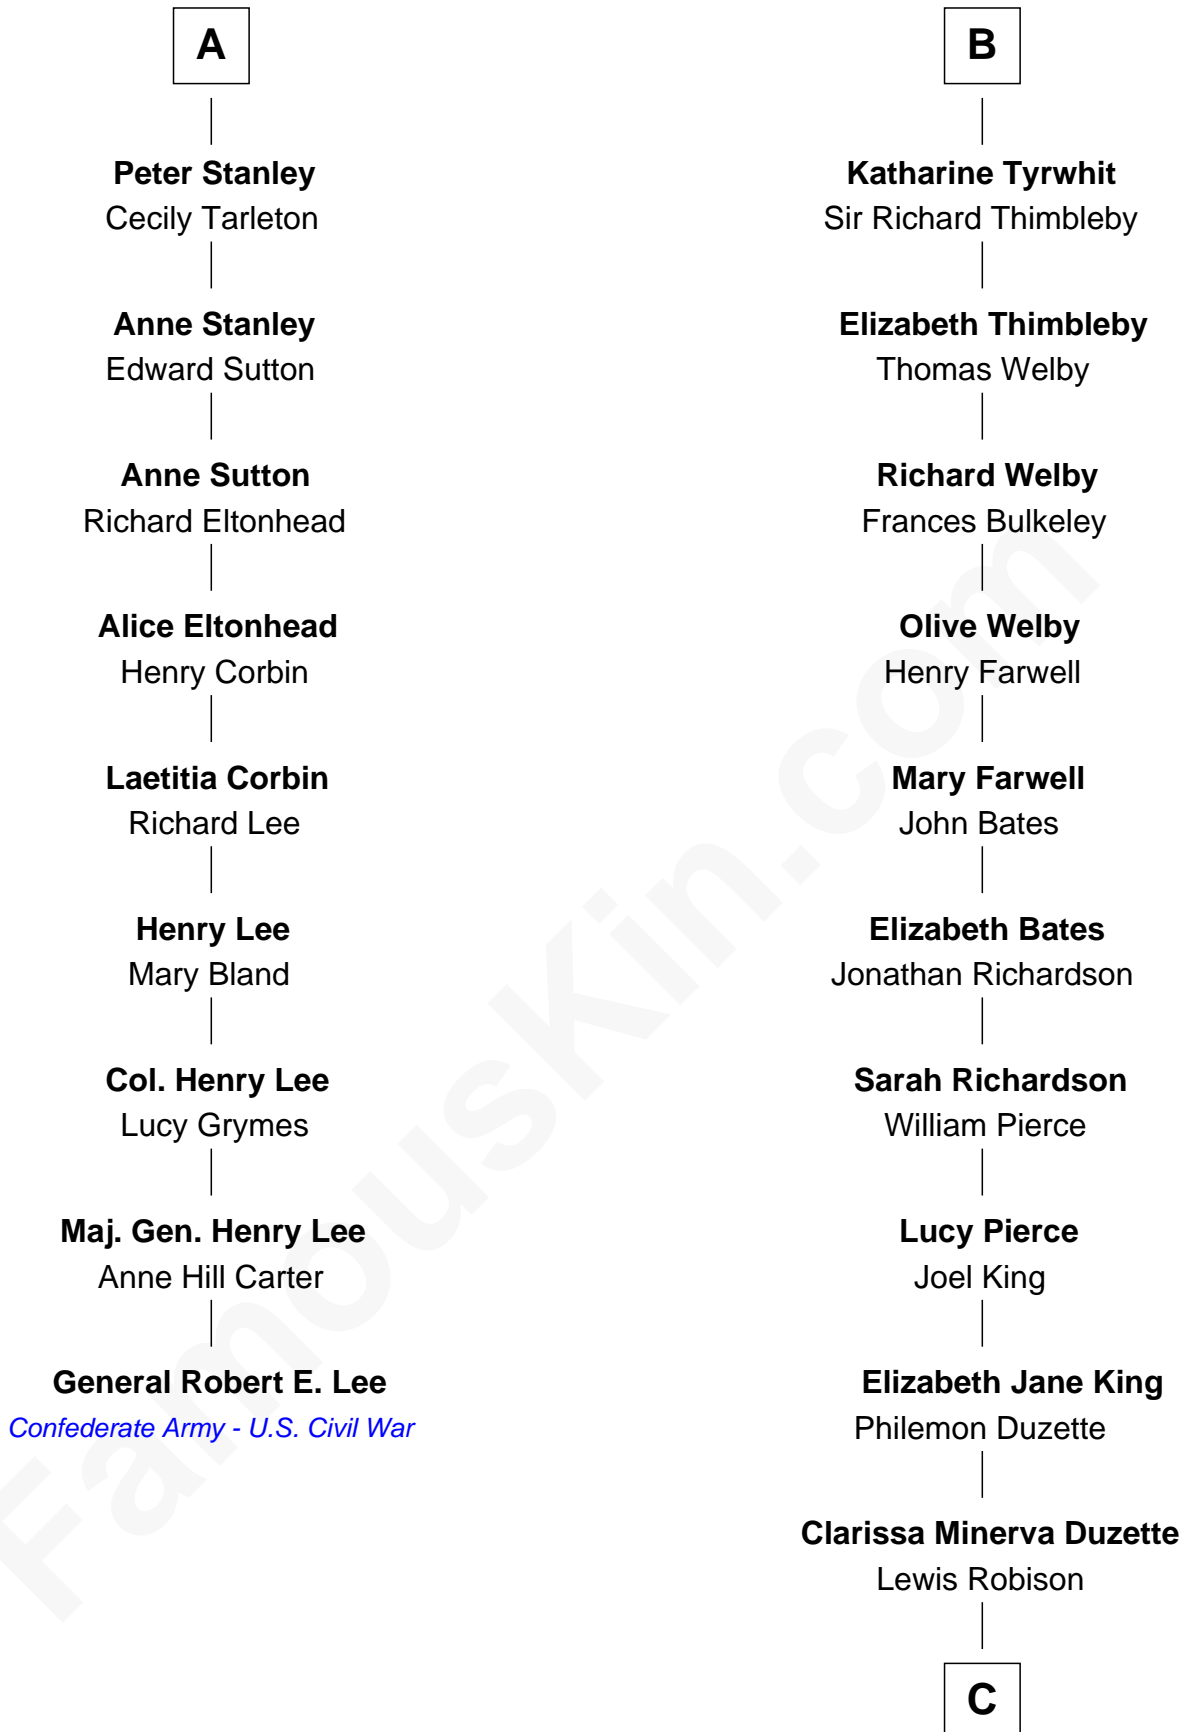 A
Peter Stanley
Cecily Tarleton
Anne Stanley
Edward Sutton
Anne Sutton
Richard Eltonhead
Alice Eltonhead
Henry Corbin
Laetitia Corbin
Richard Lee
Henry Lee
Mary Bland
Col. Henry Lee
Lucy Grymes
Maj. Gen. Henry Lee
Anne Hill Carter
General Robert E. Lee
Confederate Army - U.S. Civil War
B
Katharine Tyrwhit
Sir Richard Thimbleby
Elizabeth Thimbleby
Thomas Welby
Richard Welby
Frances Bulkeley
Olive Welby
Henry Farwell
Mary Farwell
John Bates
Elizabeth Bates
Jonathan Richardson
Sarah Richardson
William Pierce
Lucy Pierce
Joel King
Elizabeth Jane King
Philemon Duzette
Clarissa Minerva Duzette
Lewis Robison
C
FamousKin.com